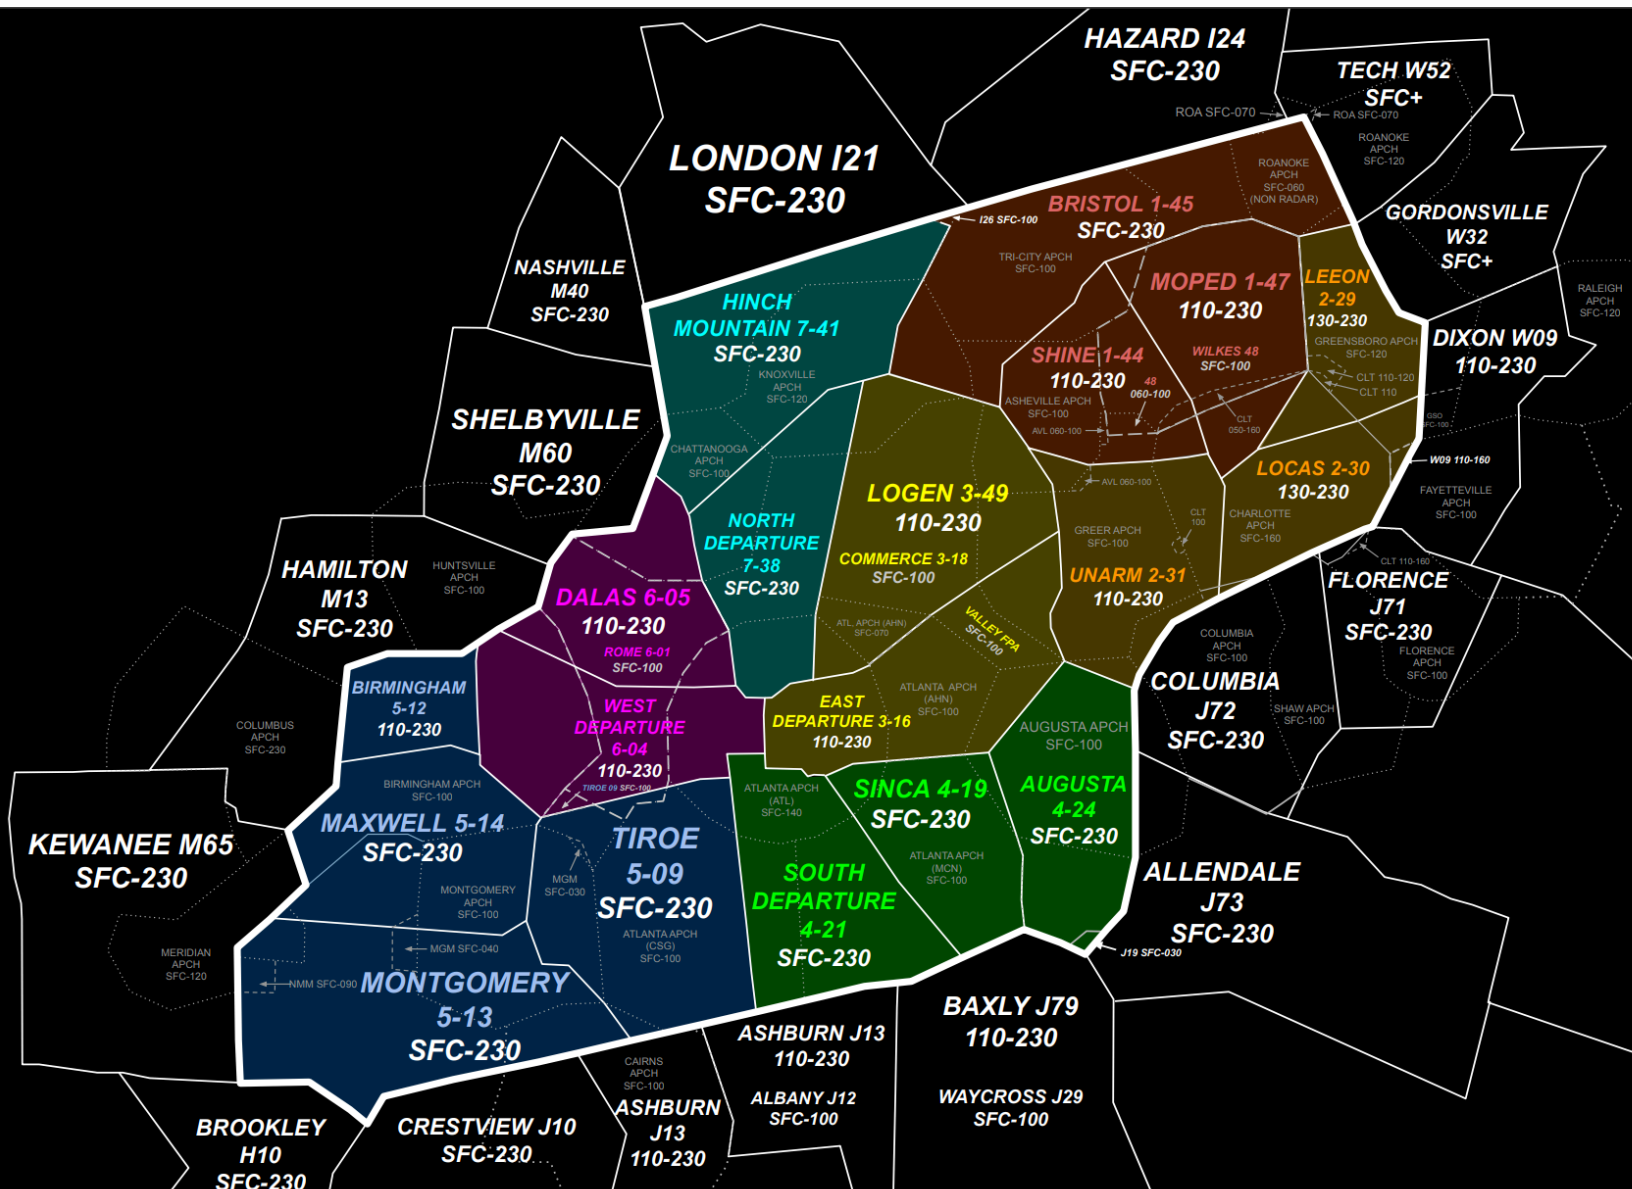 HAZARD I24
SFC-230
TECH W52
SFC+
ROA SFC-070
ROA SFC-070
ROANOKE
APCH
SFC-120
LONDON I21
SFC-230
ROANOKE
APCH
SFC-060
(NON RADAR)
BRISTOL 1-45
SFC-230
I26 SFC-100
GORDONSVILLE
W32
SFC+
TRI-CITY APCH
SFC-100
NASHVILLE
M40
SFC-230
HINCH
MOUNTAIN 7-41
SFC-230
KNOXVILLE
APCH
SFC-120
MOPED 1-47
110-230
LEEON
2-29
130-230
RALEIGH
APCH
SFC-120
GREENSBORO APCH
SFC-120
DIXON W09
110-230
SHINE 1-44
110-230
WILKES 48
SFC-100
48
060-100
CLT 110-120
CLT 110
ASHEVILLE APCH
SFC-100
AVL 060-100
CLT
050-160
GSO
SFC-100
SHELBYVILLE
M60
SFC-230
CHATTANOOGA
APCH
SFC-100
LOGEN 3-49
110-230
AVL 060-100
LOCAS 2-30
130-230
W09 110-160
FAYETTEVILLE
APCH
SFC-100
NORTH
DEPARTURE
7-38
SFC-230
COMMERCE 3-18
SFC-100
GREER APCH
SFC-100
CLT
100
CHARLOTTE
APCH
SFC-160
HAMILTON
M13
SFC-230
HUNTSVILLE
APCH
SFC-100
DALAS 6-05
110-230
ROME 6-01
SFC-100
UNARM 2-31
110-230
CLT 110-160
FLORENCE
J71
SFC-230
FLORENCE
APCH
SFC-100
ATL. APCH (AHN)
SFC-070
VALLEY FPA
SFC-100
COLUMBIA
APCH
SFC-100
COLUMBIA
J72
SFC-230
SHAW APCH
SFC-100
BIRMINGHAM
5-12
110-230
COLUMBUS
APCH
SFC-230
WEST
DEPARTURE
6-04
110-230
TIROE 09 SFC-100
EAST
DEPARTURE 3-16
110-230
ATLANTA APCH
(AHN)
SFC-100
AUGUSTA APCH
SFC-100
BIRMINGHAM APCH
SFC-100
ATLANTA APCH
(ATL)
SFC-140
SINCA 4-19
SFC-230
AUGUSTA
4-24
SFC-230
KEWANEE M65
SFC-230
MAXWELL 5-14
SFC-230
TIROE
5-09
SFC-230
MGM
SFC-030
ATLANTA APCH
(MCN)
SFC-100
SOUTH
DEPARTURE
4-21
SFC-230
ALLENDALE
J73
SFC-230
MONTGOMERY
APCH
SFC-100
ATLANTA APCH
(CSG)
SFC-100
MERIDIAN
APCH
SFC-120
MGM SFC-040
NMM SFC-090
J19 SFC-030
MONTGOMERY
5-13
SFC-230
BAXLY J79
110-230
ASHBURN J13
110-230
CAIRNS
APCH
SFC-100
ALBANY J12
SFC-100
WAYCROSS J29
SFC-100
ASHBURN
J13
110-230
BROOKLEY
H10
SFC-230
CRESTVIEW J10
SFC-230